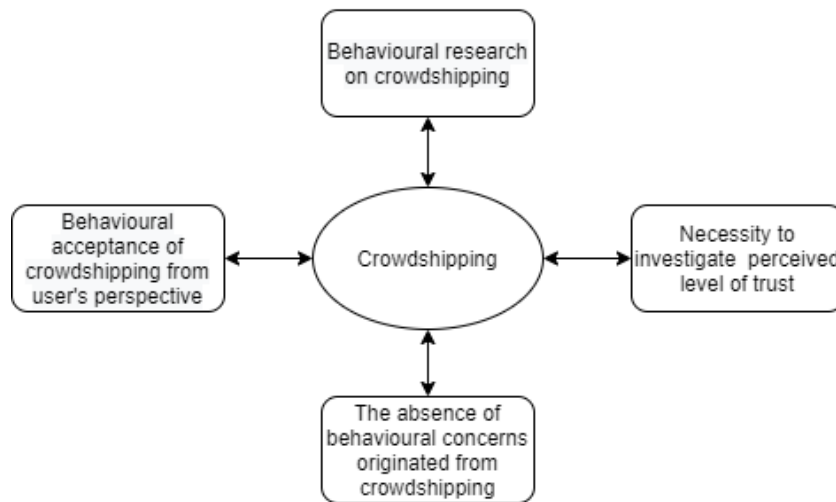 Behavioural research
on crowdshipping
Behavioural
acceptance of
crowdshipping from
user's perspective
Crowdshipping
Necessity to
investigate perceived
level of trust
The absence of
behavioural concerns
originated from
crowdshipping